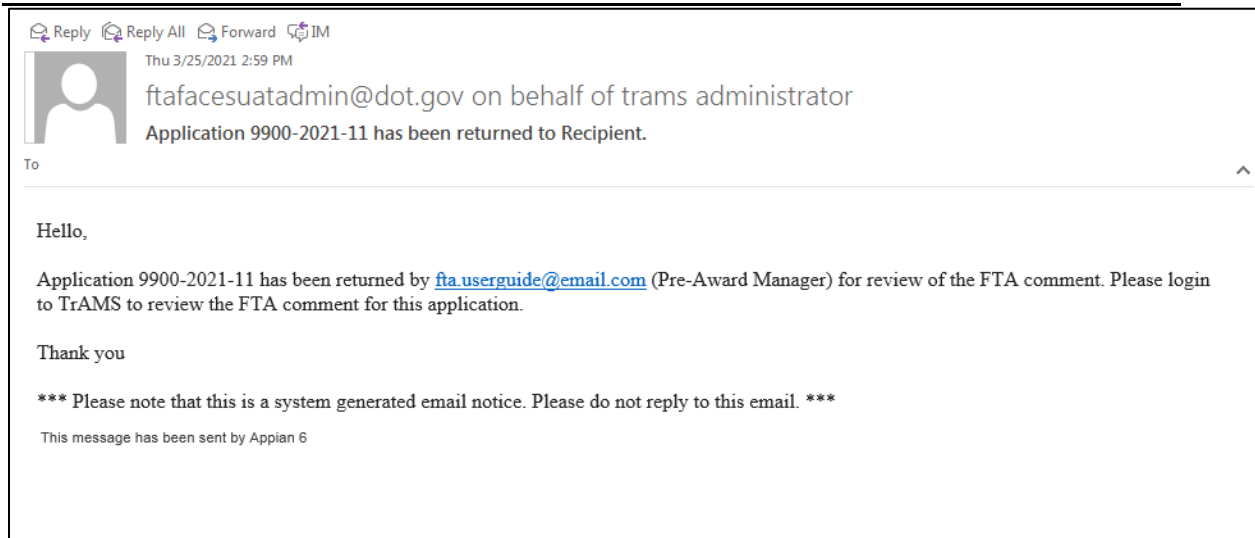 Reply Reply All Forward IM
Thu 3/25/2021 2:59 PM
ftafacesuatadmin@dot.gov on behalf of trams administrator
Application 9900-2021-11 has been returned to Recipient.
To
Hello,
Application 9900-2021-11 has been returned by fta.userguide@email.com (Pre-Award Manager) for review of the FTA comment. Please login
to TrAMS to review the FTA comment for this application.
Thank you
*** Please note that this is a system generated email notice. Please do not reply to this email. ***
This message has been sent by Appian 6